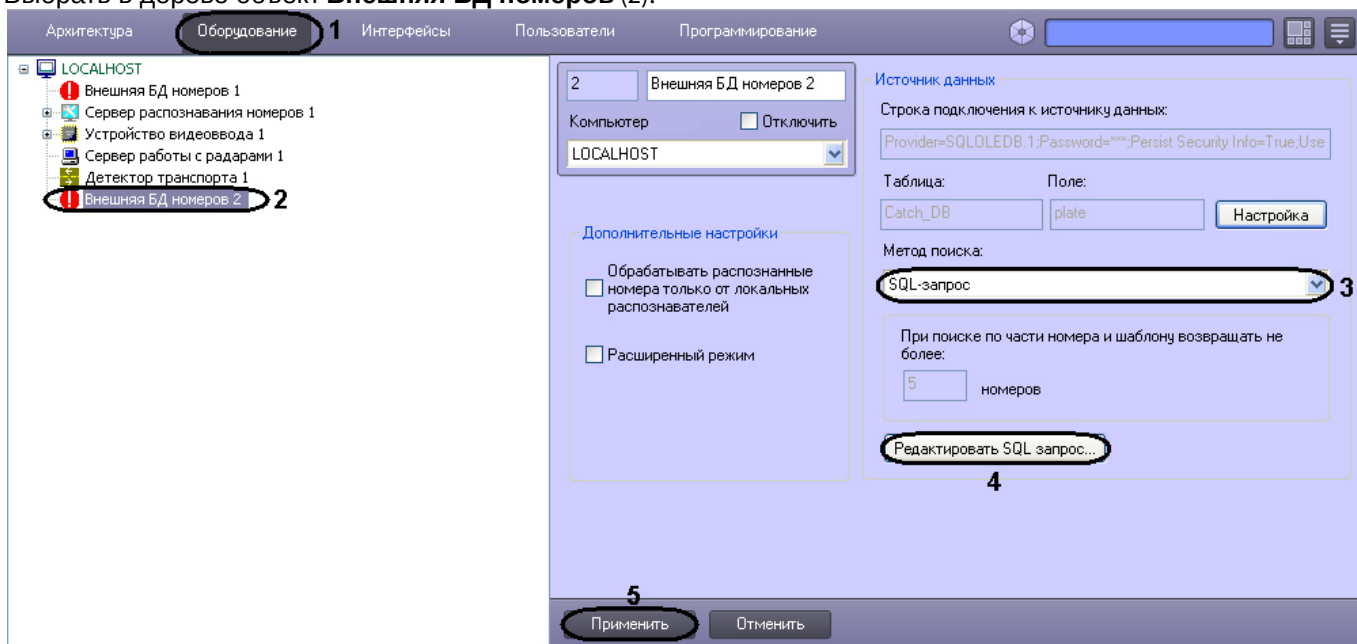 Выбрать в дереве объект Внешняя БД номеров (2).
Архитектура Оборудование 1 Интерфейсы Пользователи Программирование
LOCALHOST
Внешняя БД номеров 1
Сервер распознавания номеров 1
Устройство видеоввода 1
Сервер работы с радарами 1
Детектор транспорта 1
Внешняя БД номеров 2 2
2 Внешняя БД номеров 2
Компьютер Отключить
LOCALHOST
Дополнительные настройки
Обрабатывать распознанные
номера только от локальных
распознавателей
Расширенный режим
Источник данных
Строка подключения к источнику данных:
Provider=SQLOLEDB.1;Password=***;Persist Security Info=True;Use
Таблица: Поле:
Catch_DB plate Настройка
Метод поиска:
SQL-запрос 3
При поиске по части номера и шаблону возвращать не
более:
5 номеров
Редактировать SQL запрос...
4
5
Применить Отменить